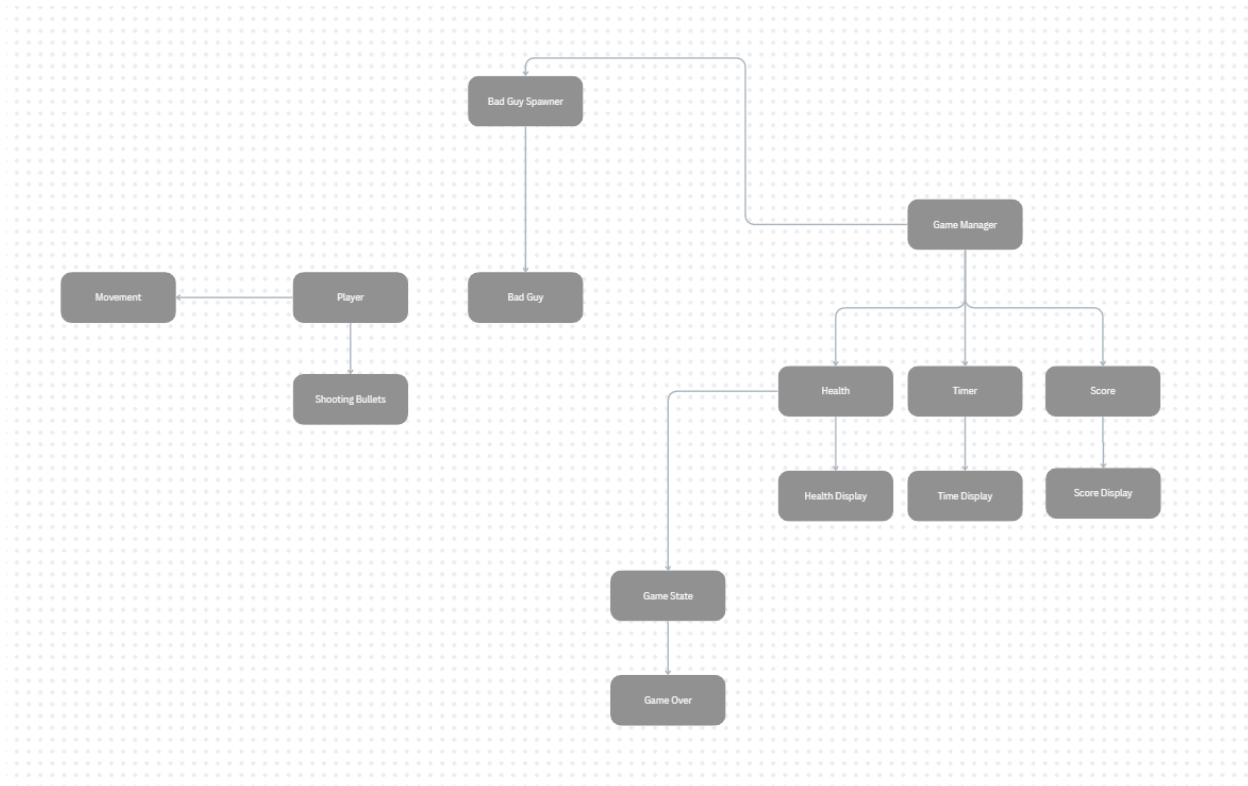 Bad Guy Spawner
Game Manager
Movement
Player
Bad Guy
Shooting Bullets
Health
Timer
Score
Health Display
Time Display
Score Display
Game State
Game Over